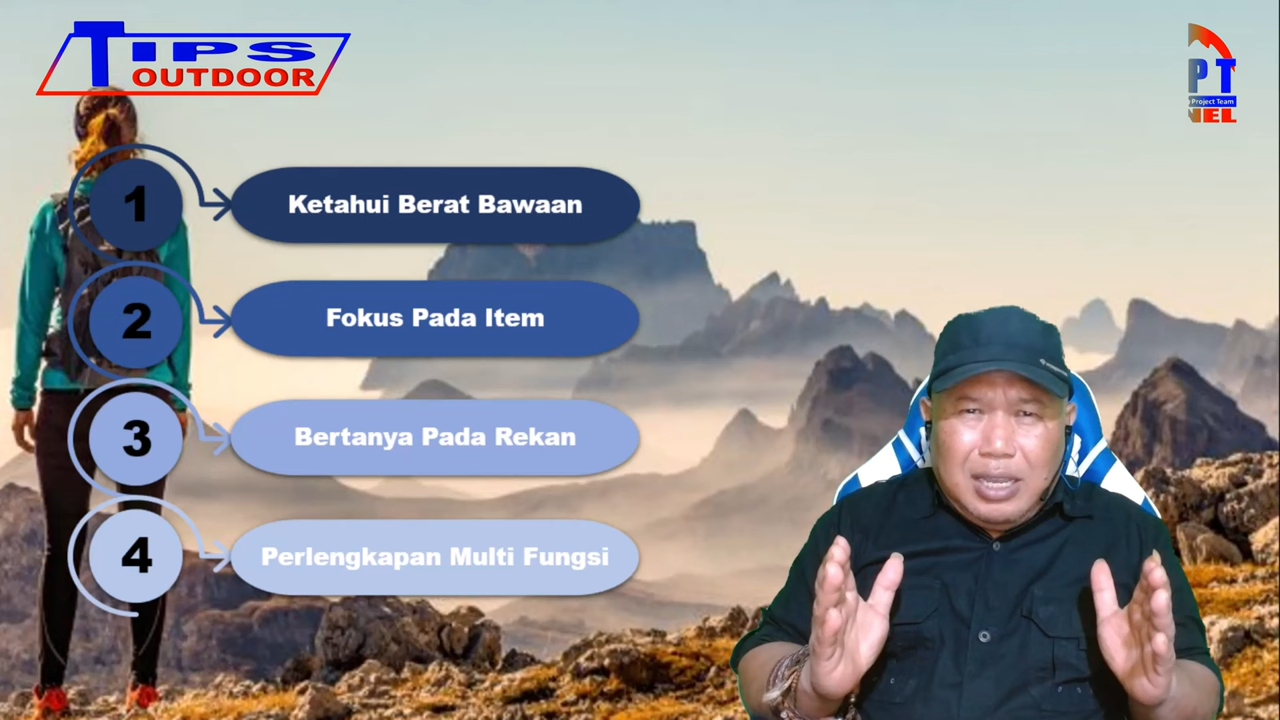 TIPS
OUTDOOR
PT
Project Team
NEL
1
Ketahui Berat Bawaan
2
Fokus Pada Item
3
Bertanya Pada Rekan
4
Perlengkapan Multi Fungsi